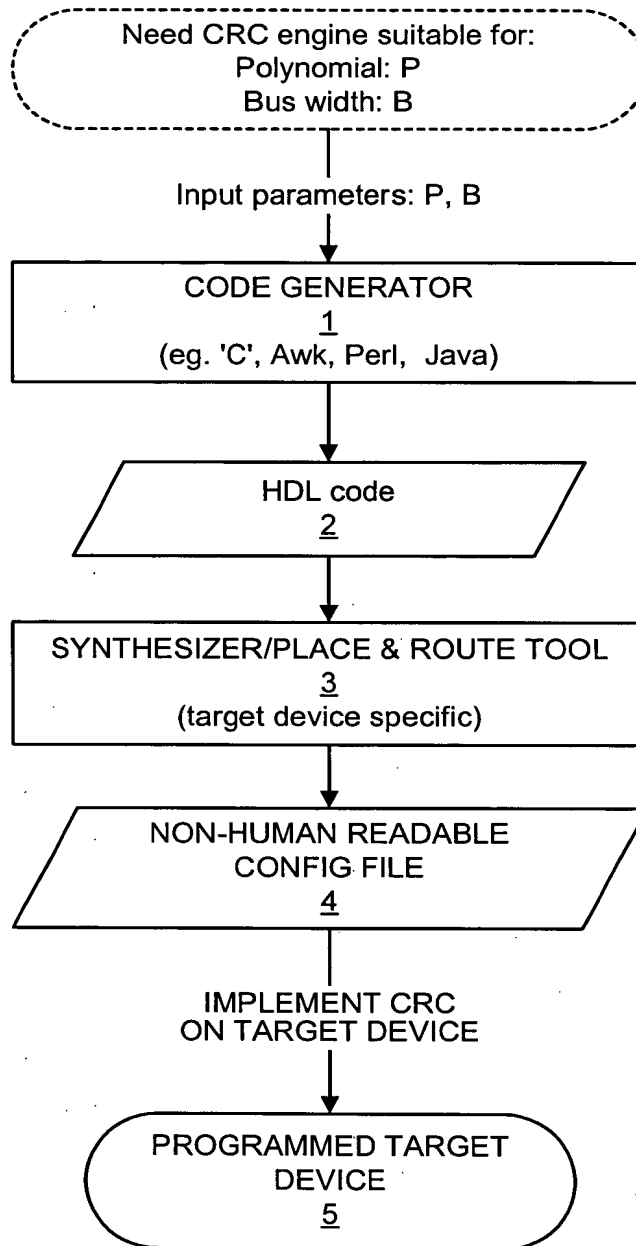 Need CRC engine suitable for:
Polynomial: P
Bus width: B
Input parameters: P, B
CODE GENERATOR
1
(eg. 'C', Awk, Perl, Java)
HDL code
2
SYNTHESIZER/PLACE & ROUTE TOOL
3
(target device specific)
NON-HUMAN READABLE
CONFIG FILE
4
IMPLEMENT CRC
ON TARGET DEVICE
PROGRAMMED TARGET
DEVICE
5